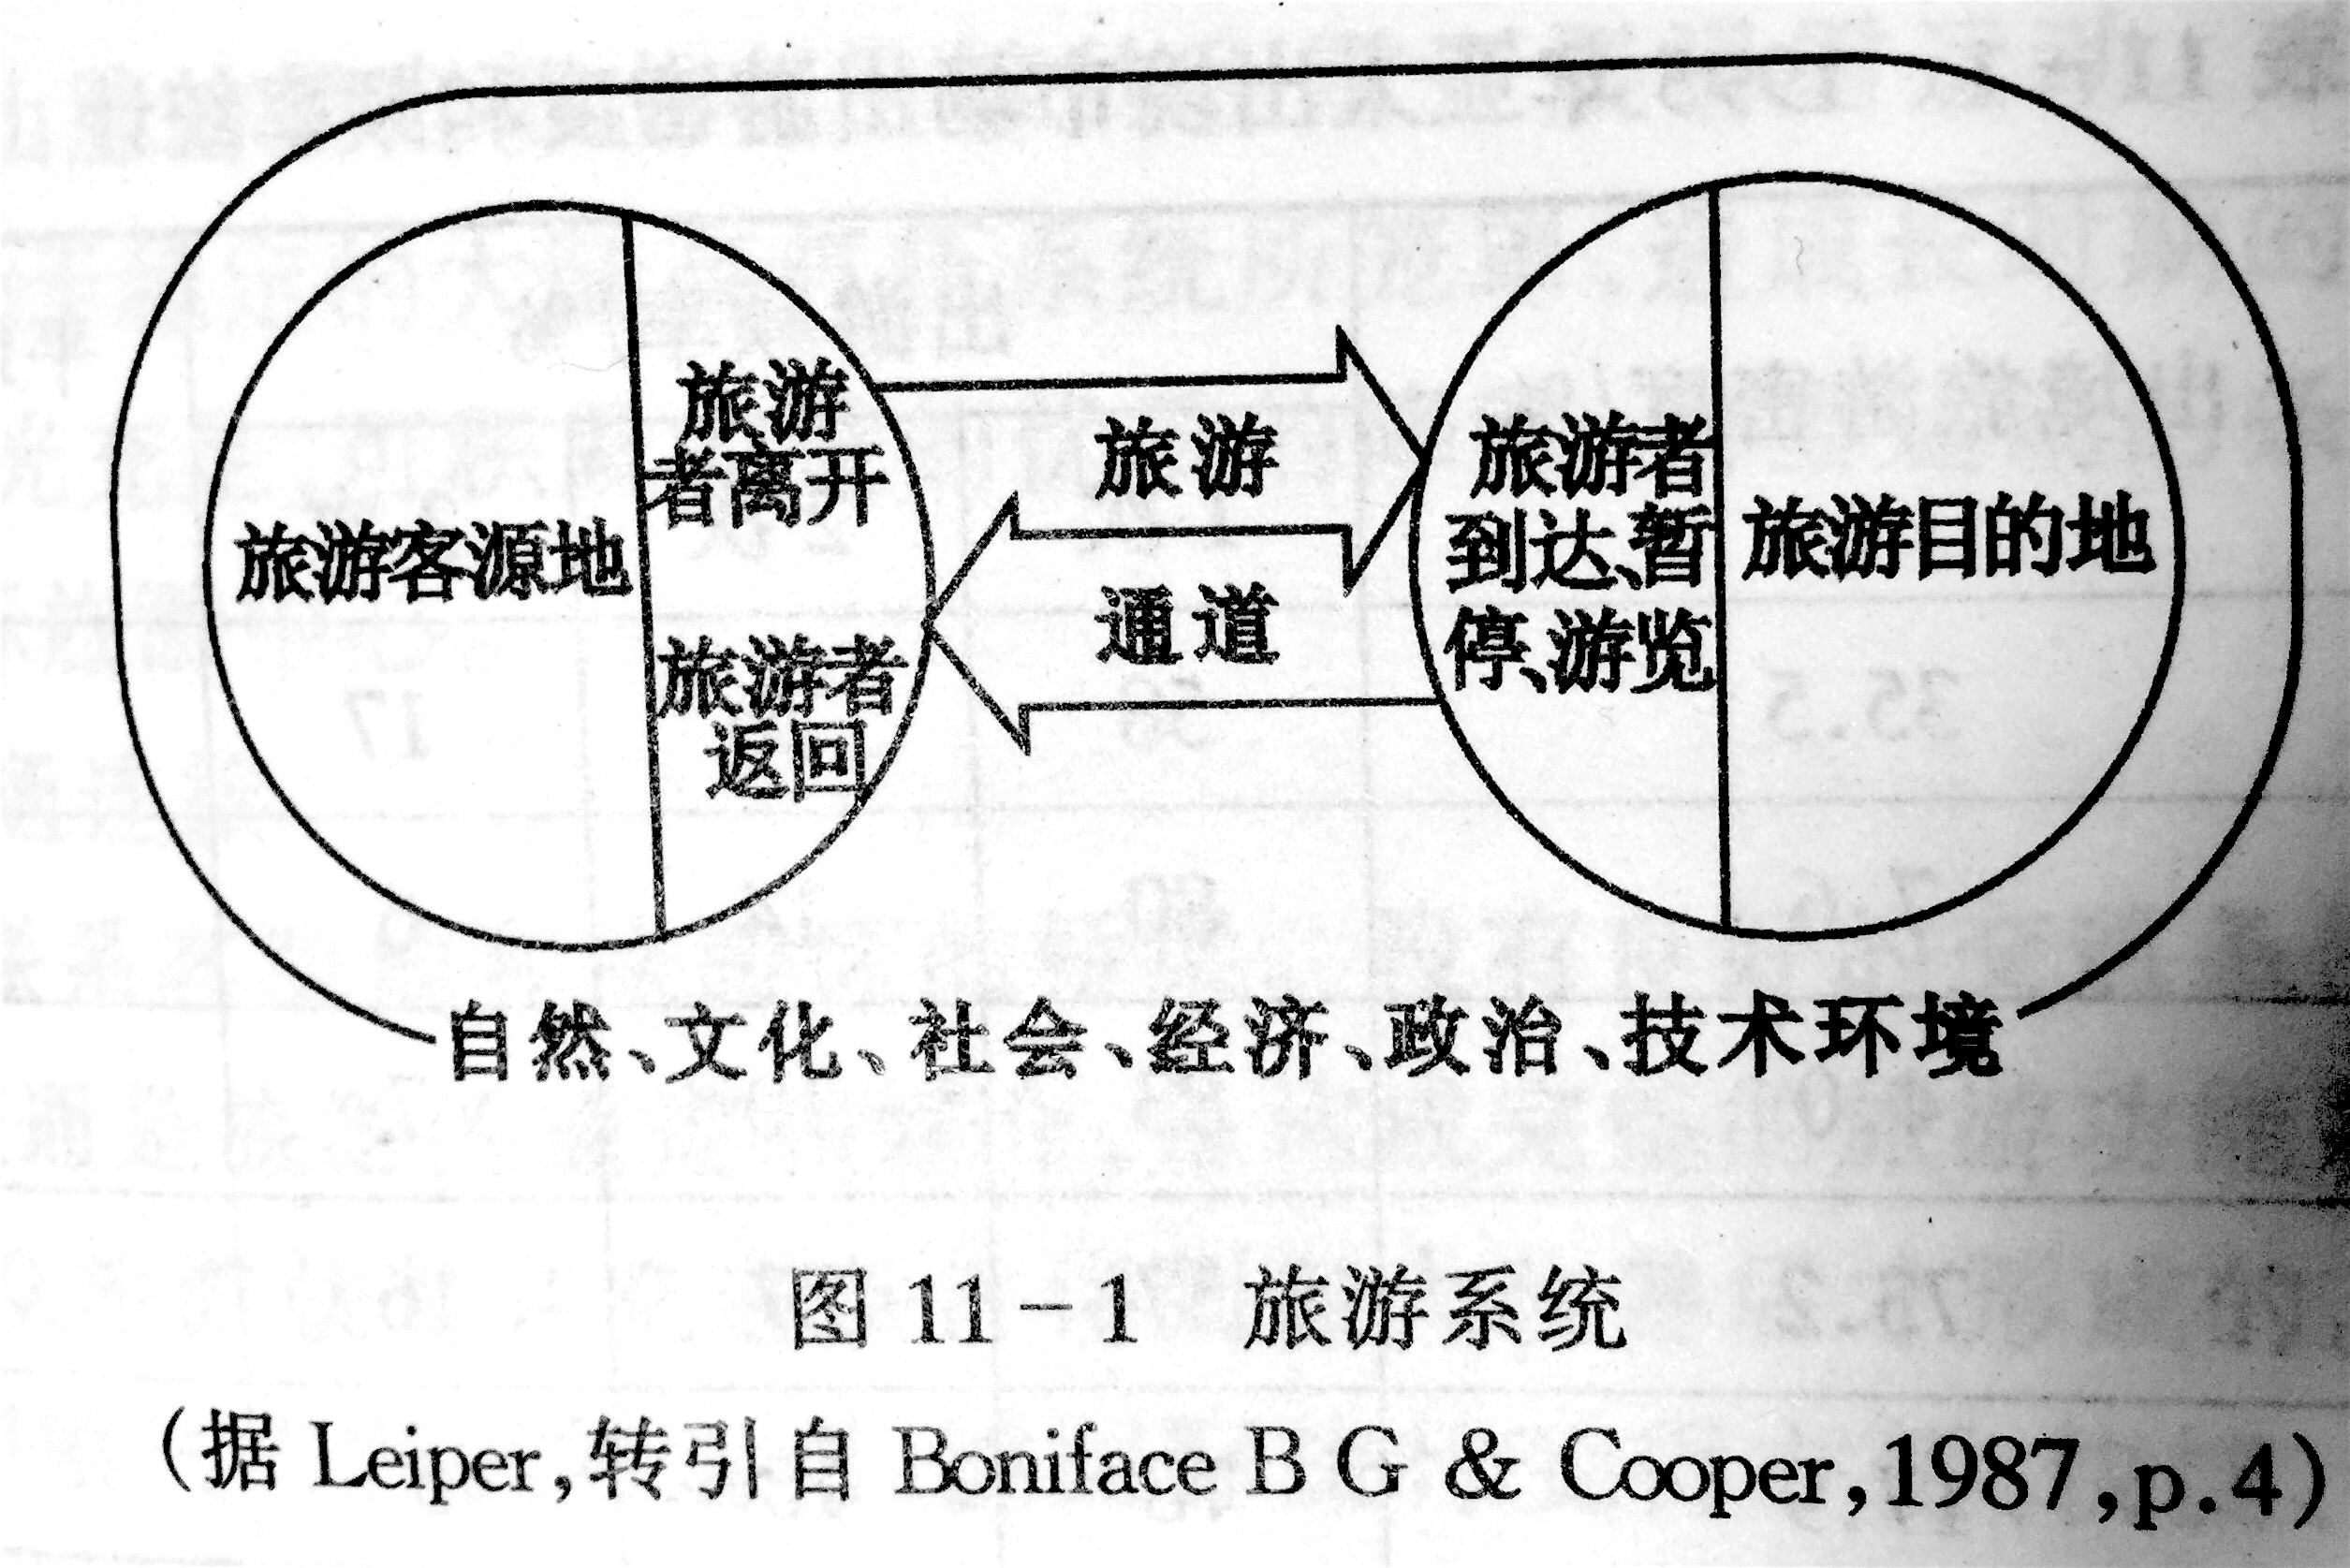 旅游客源地
旅游
者离开
旅游者
返回
旅游
通道
旅游者
到达、暂
停、游览
旅游目的地
自然、文化、社会、经济、政治、技术环境
图 11-1 旅游系统
(据 Leiper,转引自 Boniface B G & Cooper,1987,p.4)